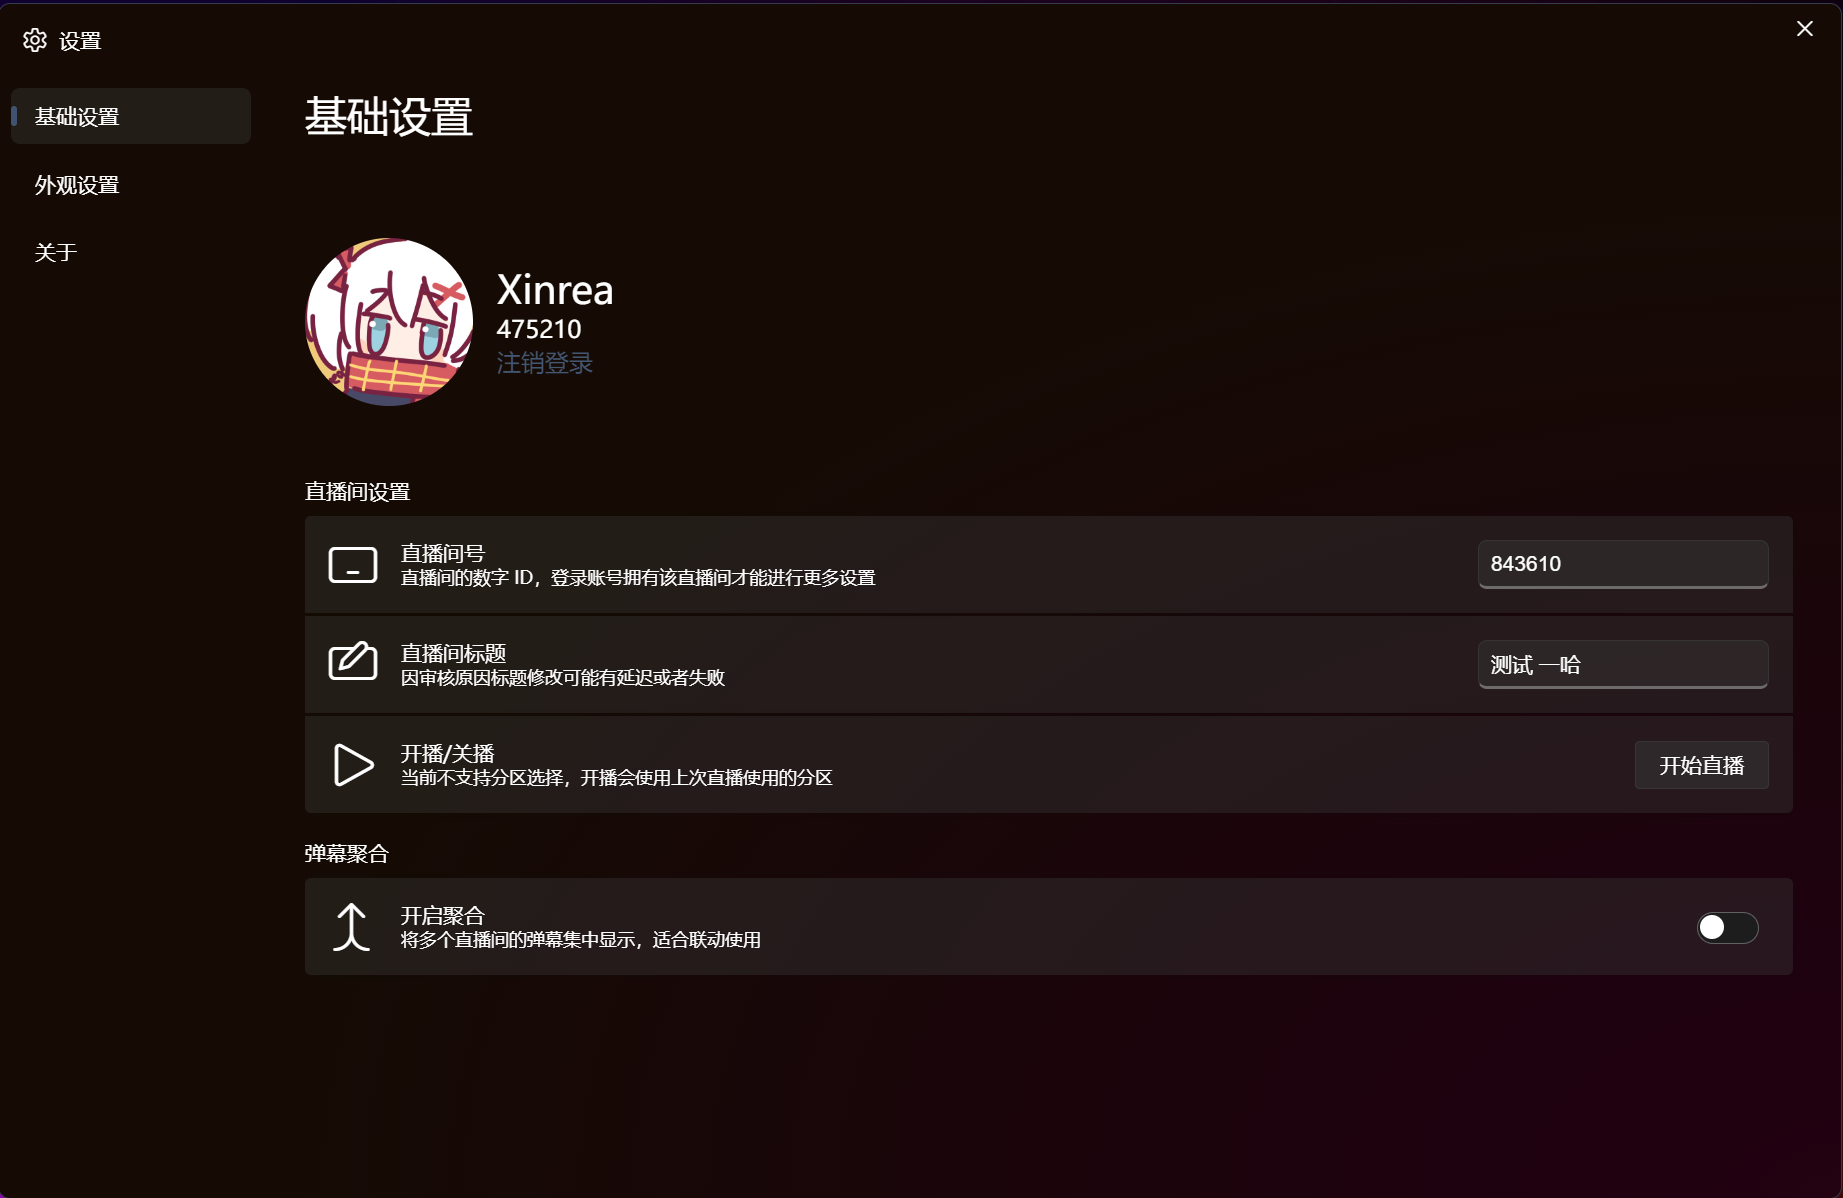 设置
基础设置
外观设置
关于
基础设置
Xinrea
475210
注销登录
直播间设置
直播间号
直播间的数字 ID，登录账号拥有该直播间才能进行更多设置
843610
直播间标题
因审核原因标题修改可能有延迟或者失败
测试 一哈
开播/关播
当前不支持分区选择，开播会使用上次直播使用的分区
开始直播
弹幕聚合
开启聚合
将多个直播间的弹幕集中显示，适合联动使用